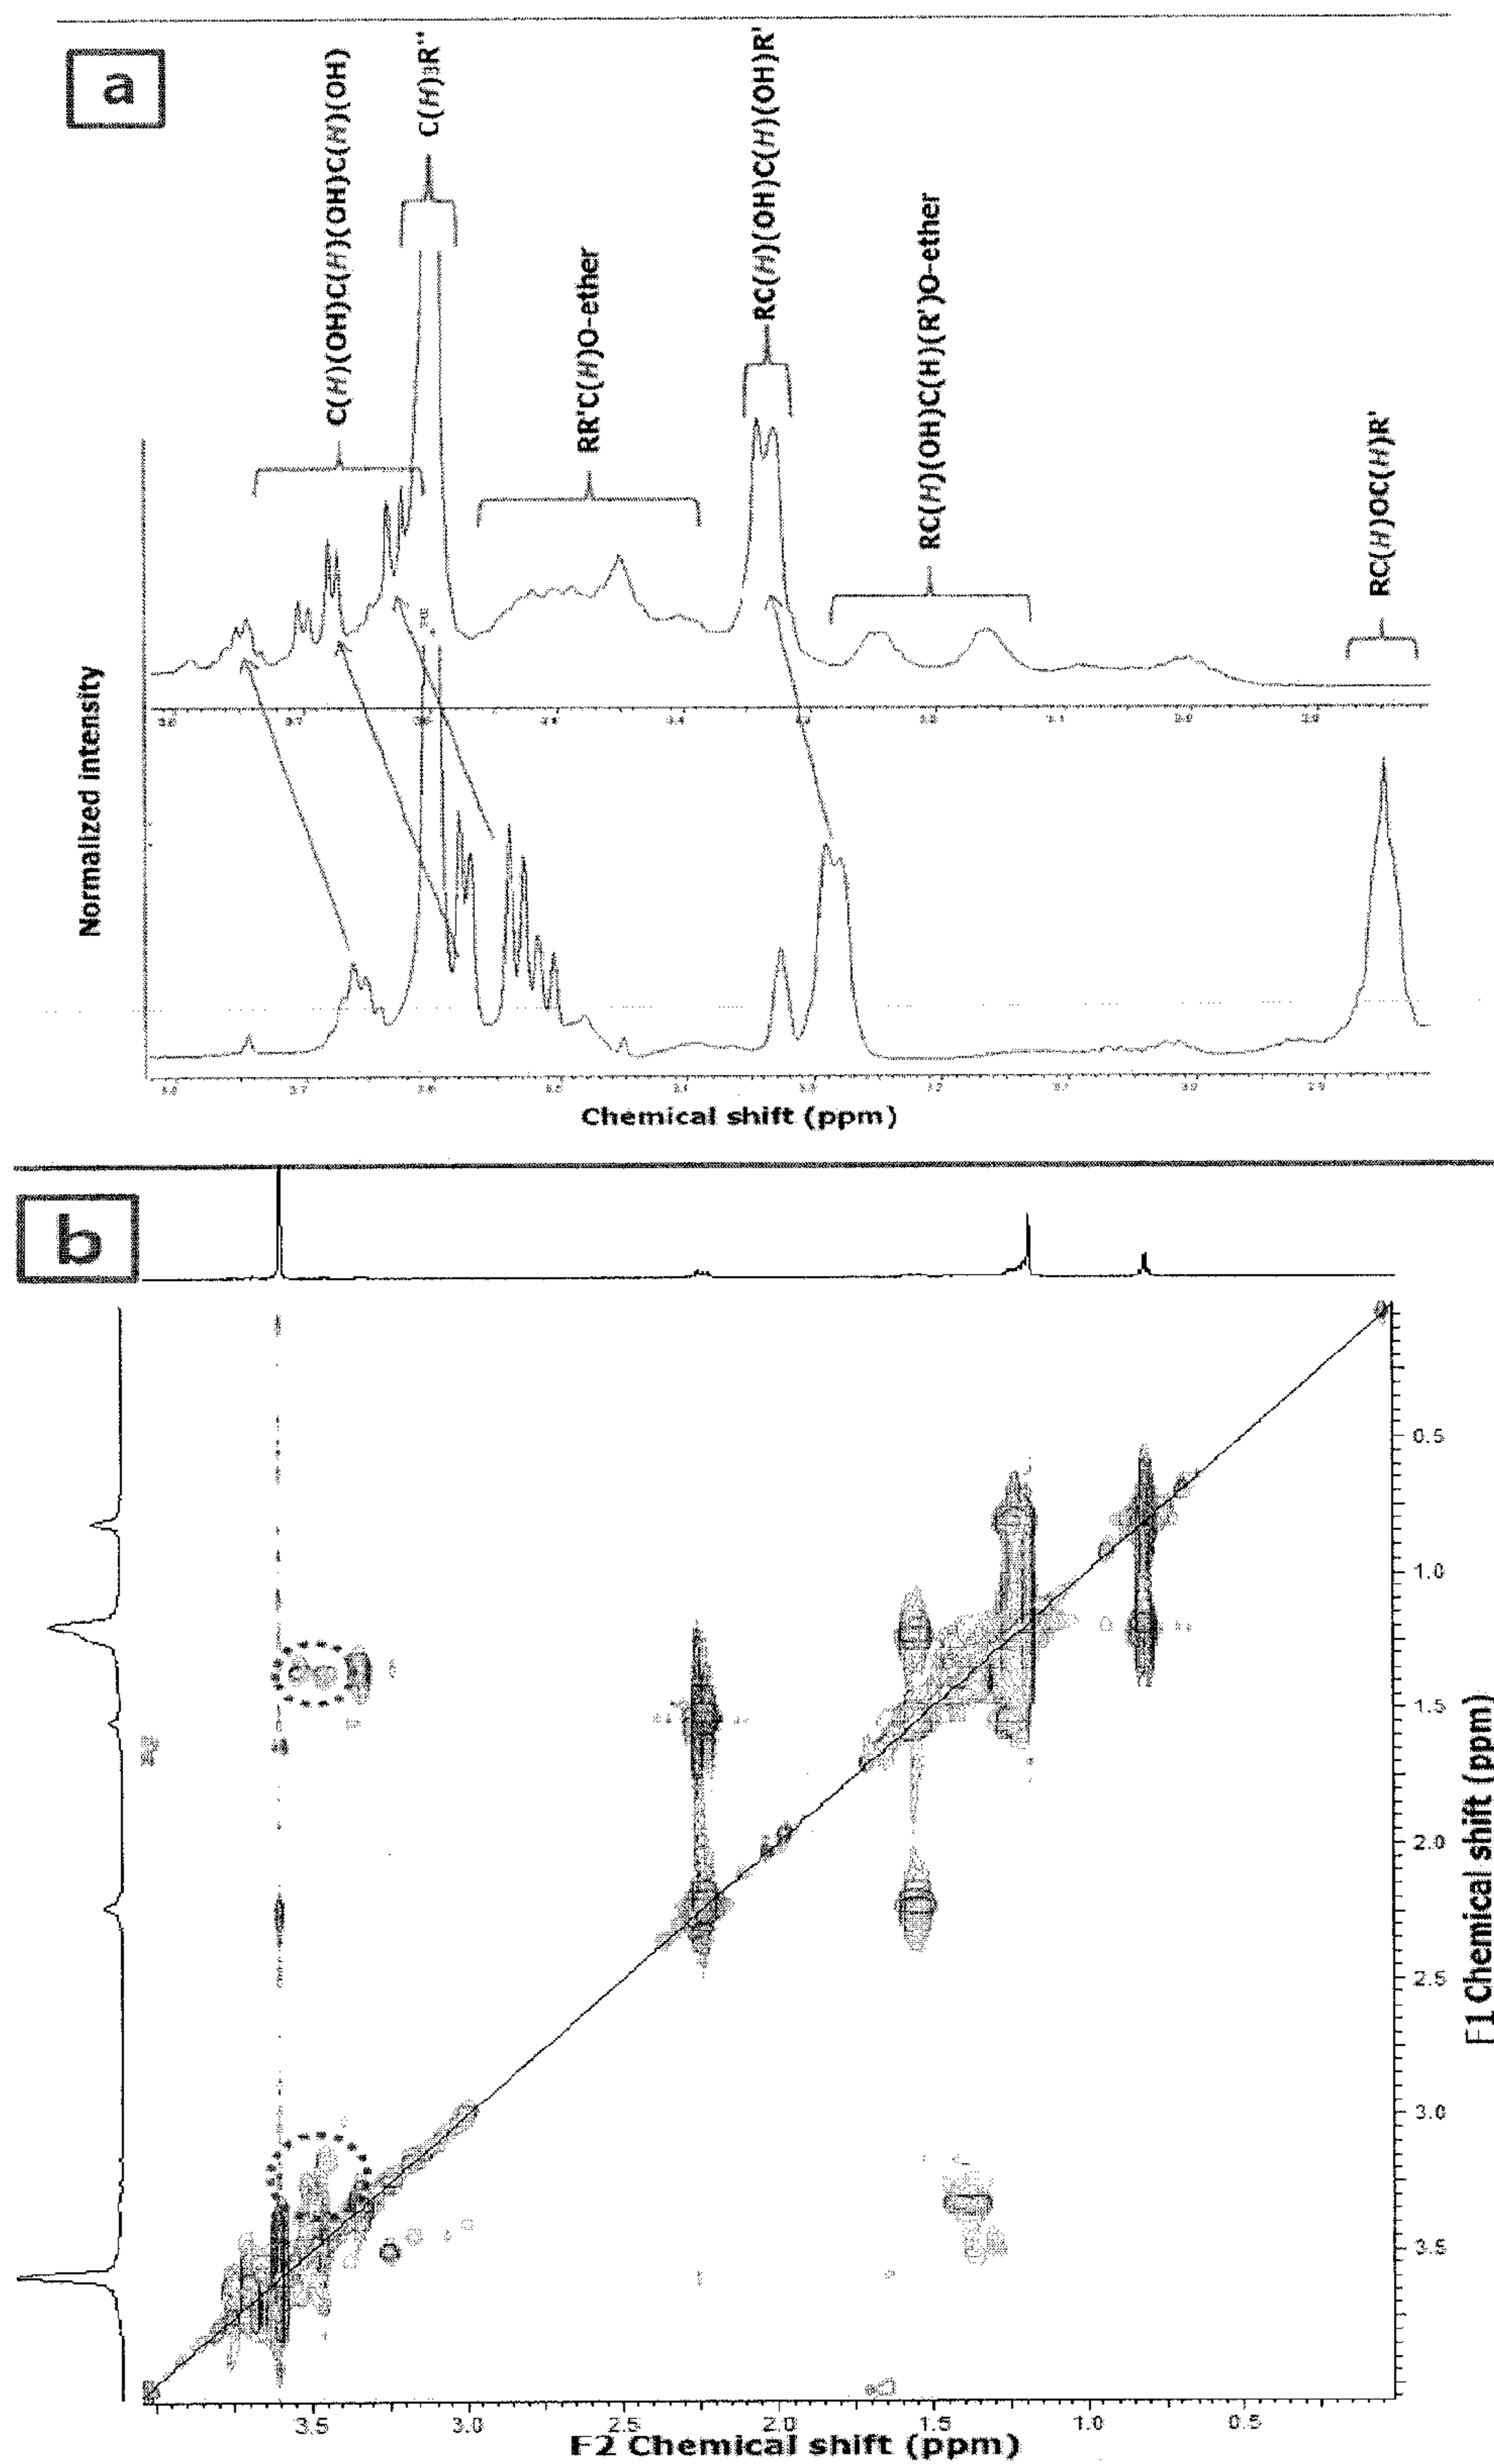 a
C(H)(OH)C(H)(OH)C(H)(OH)
C(H)₃R''
RR'C(H)O-ether
RC(H)(OH)C(H)(OH)R'
RC(H)(OH)C(H)(R')O-ether
RC(H)OC(H)R'
Normalized intensity
Chemical shift (ppm)
b
0.5
1.0
1.5
2.0
2.5
3.0
3.5
F1 Chemical shift (ppm)
3.5 3.0 2.5 2.0 1.5 1.0 0.5
F2 Chemical shift (ppm)